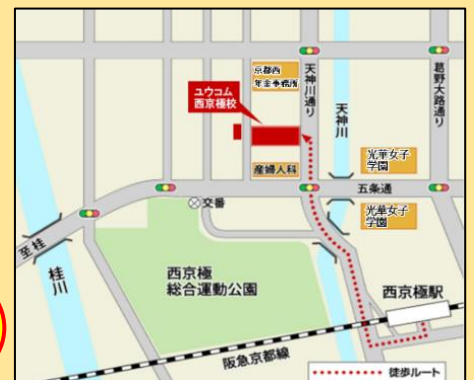 京都西
年金事務所
ユウコム
西京極校
天神川通り
天神川
葛野大路通り
光華女子
学園
産婦人科
五条通
光華女子
学園
交番
至桂
桂川
西京極
総合運動公園
西京極駅
阪急京都線
徒歩ルート